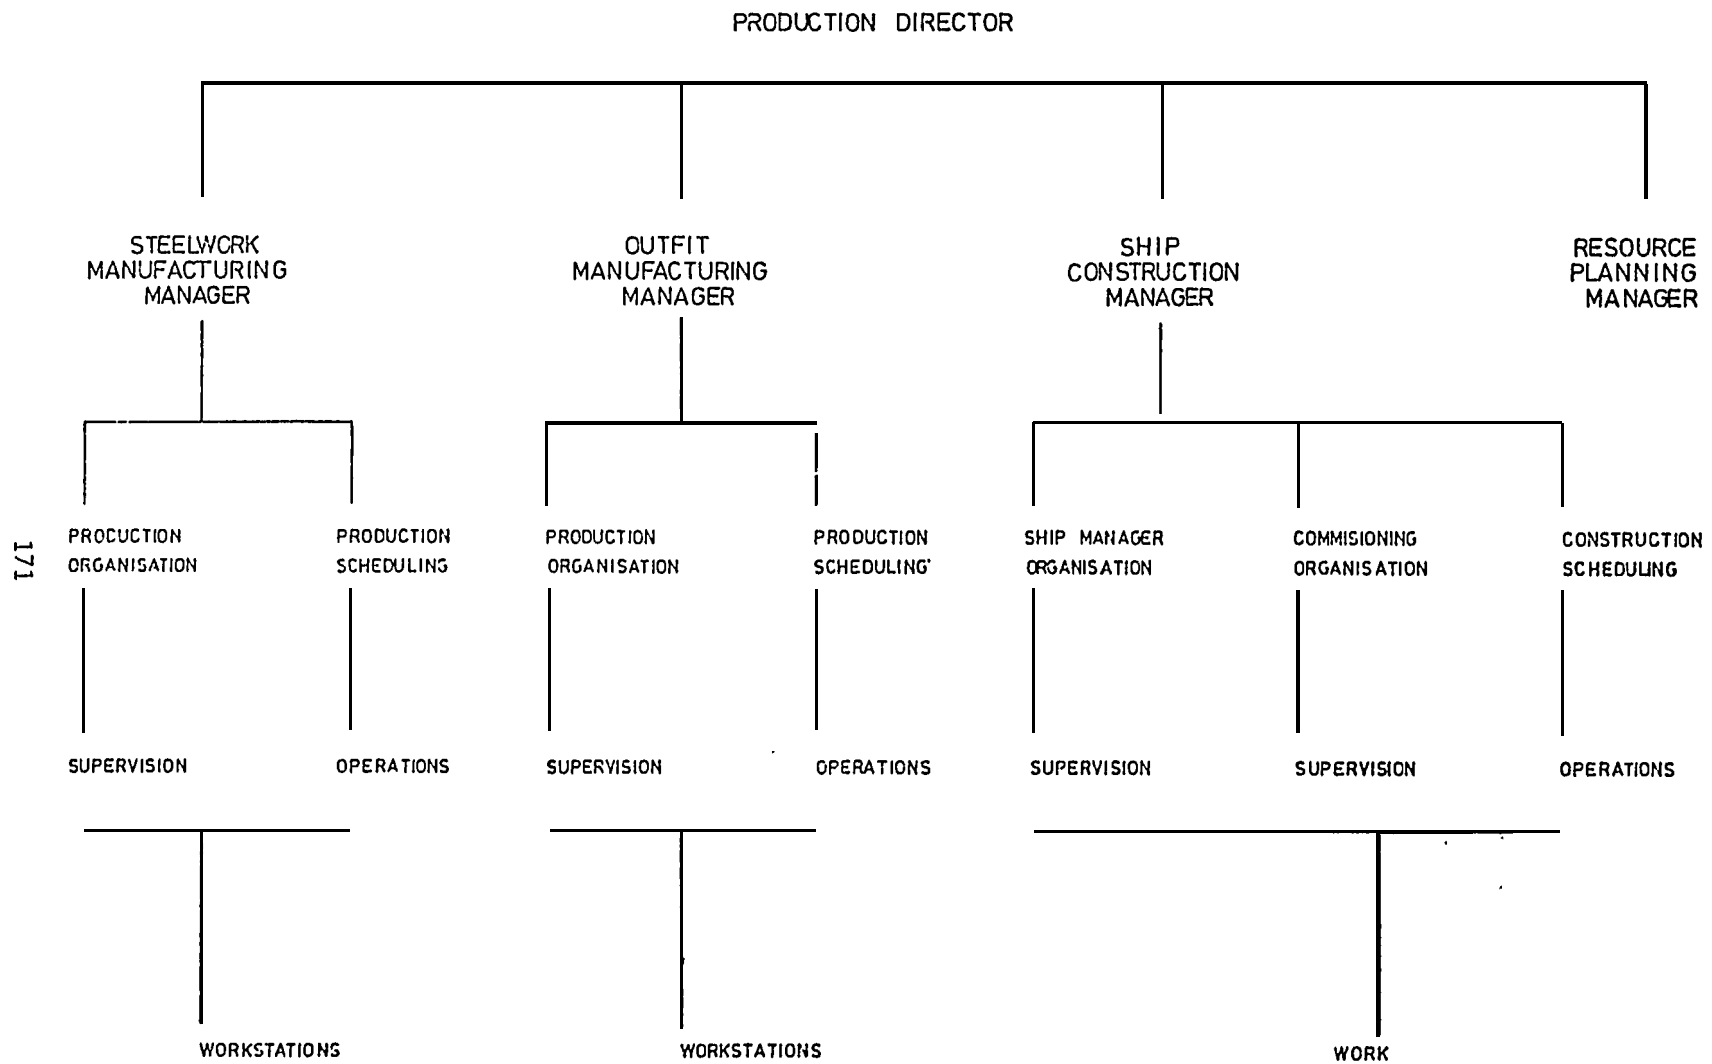 PRODUCTION DIRECTOR
STEELWORK
MANUFACTURING
MANAGER
OUTFIT
MANUFACTURING
MANAGER
SHIP
CONSTRUCTION
MANAGER
RESOURCE
PLANNING
MANAGER
PRODUCTION
ORGANISATION
PRODUCTION
SCHEDULING
PRODUCTION
ORGANISATION
PRODUCTION
SCHEDULING
SHIP MANAGER
ORGANISATION
COMMISIONING
ORGANISATION
CONSTRUCTION
SCHEDULING
SUPERVISION
OPERATIONS
SUPERVISION
OPERATIONS
SUPERVISION
SUPERVISION
OPERATIONS
WORKSTATIONS
WORKSTATIONS
WORK
171